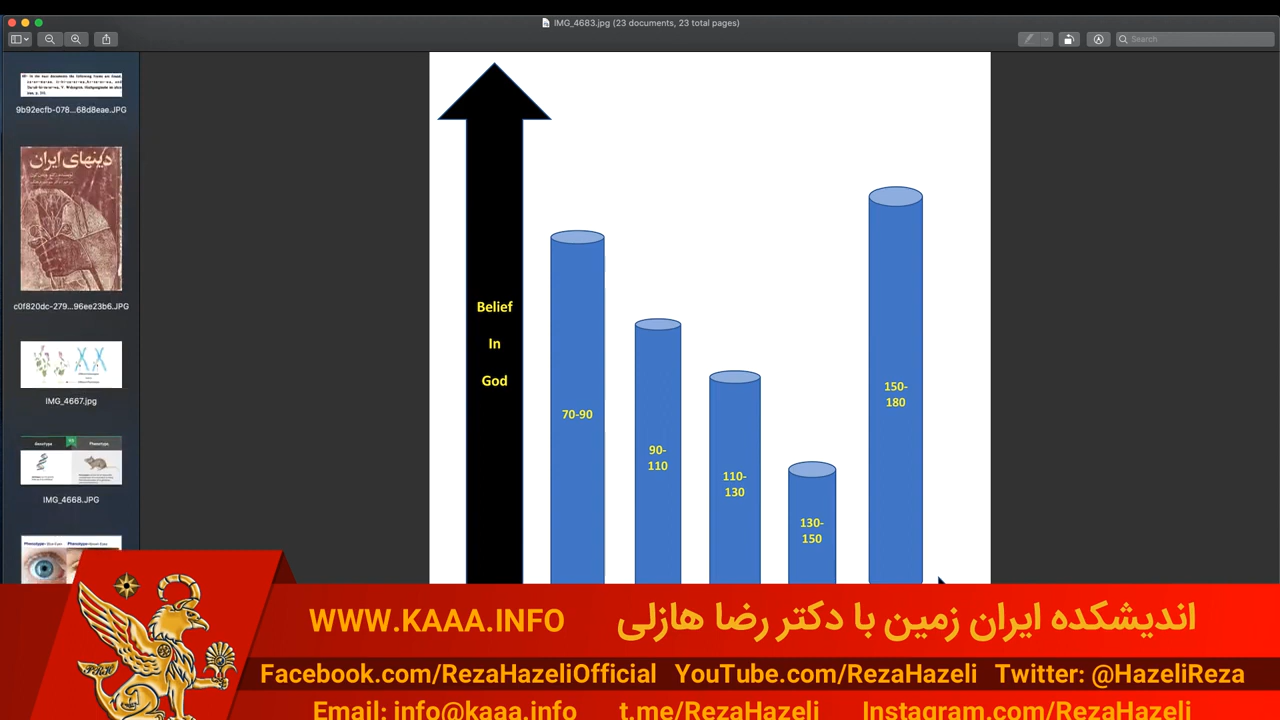 IMG_4683.jpg (23 documents, 23 total pages)
Search
9b92ecfb-078...68d8eae.JPG
دینهای ایران
c0f820dc-279...96ee23b6.JPG
IMG_4667.jpg
Genotype
VS
Phenotype
IMG_4668.JPG
Belief
In
God
70-90
90-
110
110-
130
130-
150
150-
180
WWW.KAAA.INFO
اندیشکده ایران زمین با دکتر رضا هازلی
Facebook.com/RezaHazeliOfficial YouTube.com/RezaHazeli Twitter: @HazeliReza
Email: info@kaaa.info t.me/RezaHazeli Instagram.com/RezaHazeli